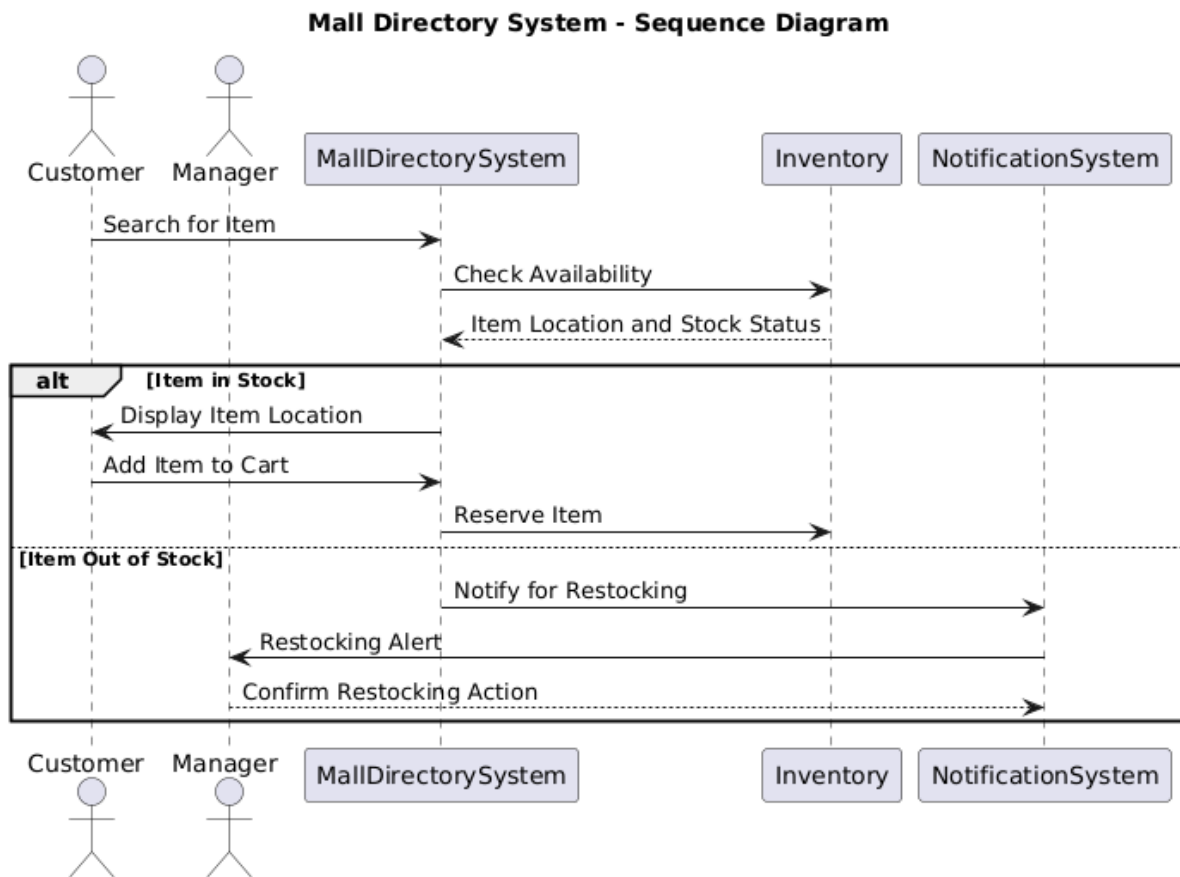 Mall Directory System - Sequence Diagram
Customer
Manager
MallDirectorySystem
Inventory
NotificationSystem
Search for Item
Check Availability
Item Location and Stock Status
alt
[Item in Stock]
Display Item Location
Add Item to Cart
Reserve Item
[Item Out of Stock]
Notify for Restocking
Restocking Alert
Confirm Restocking Action
Customer
Manager
MallDirectorySystem
Inventory
NotificationSystem